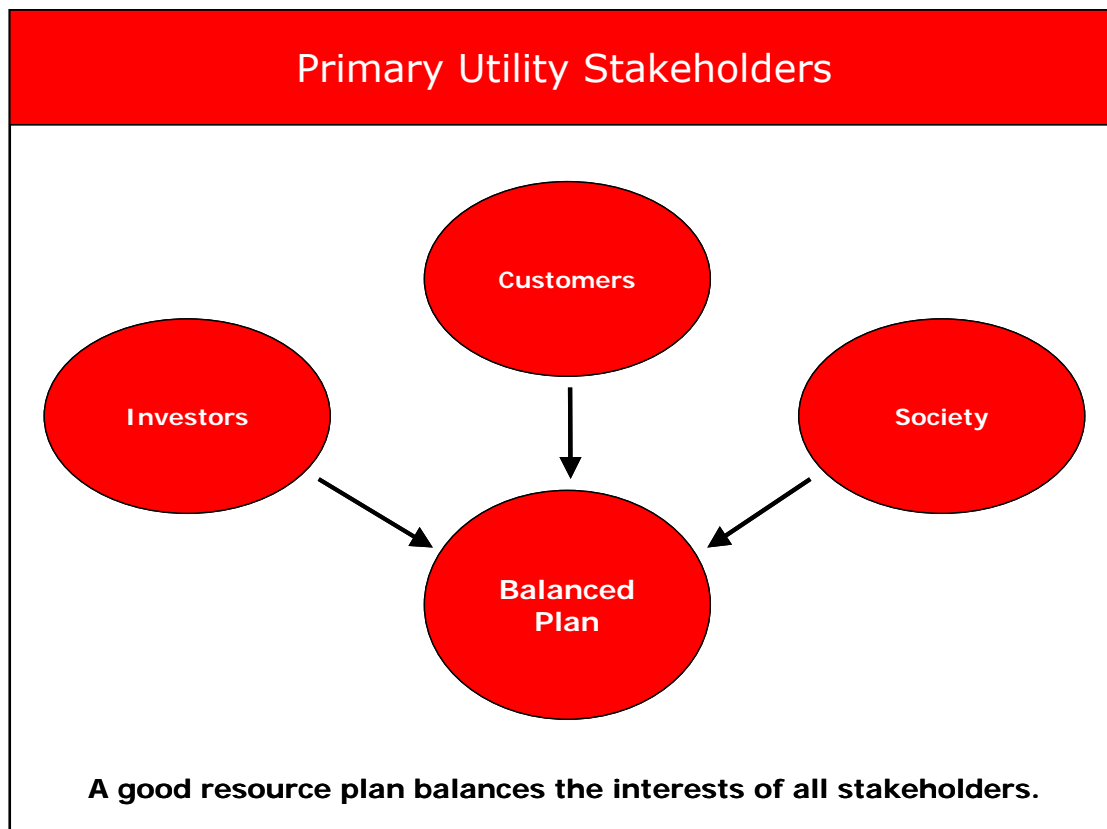 Primary Utility Stakeholders
Customers
Investors
Society
Balanced
Plan
A good resource plan balances the interests of all stakeholders.